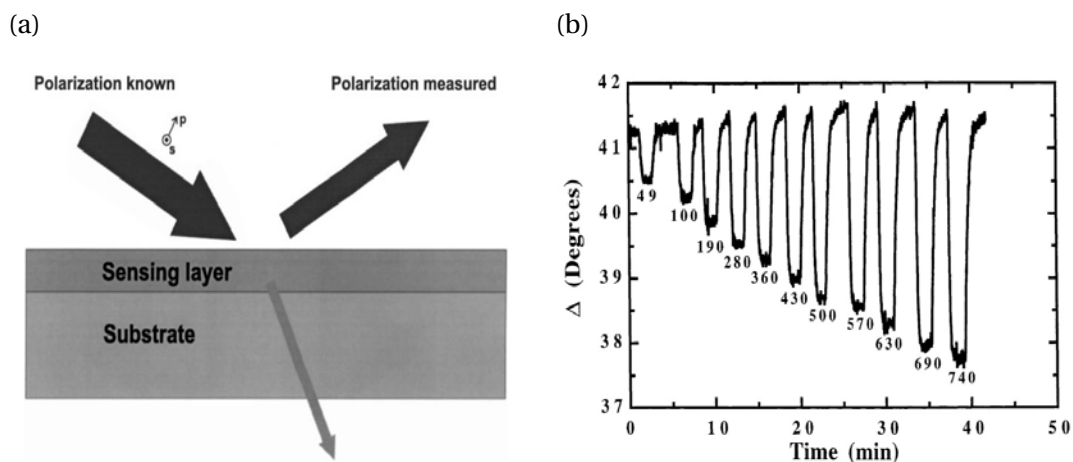 (a)
Polarization known
Polarization measured
p
s
Sensing layer
Substrate
(b)
42
41
40
39
38
37
Δ (Degrees)
49
100
190
280
360
430
500
570
630
690
740
0 10 20 30 40 50
Time (min)